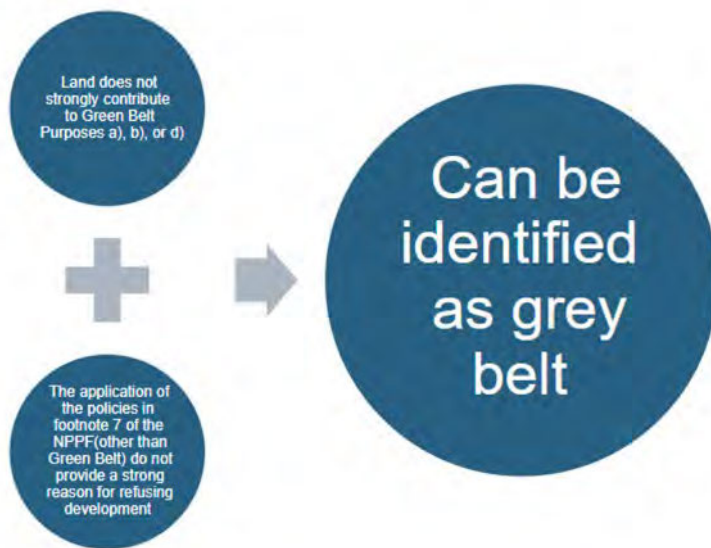 Land does not
strongly contribute
to Green Belt
Purposes a), b), or d)
The application of
the policies in
footnote 7 of the
NPPF(other than
Green Belt) do not
provide a strong
reason for refusing
development
Can be
identified
as grey
belt